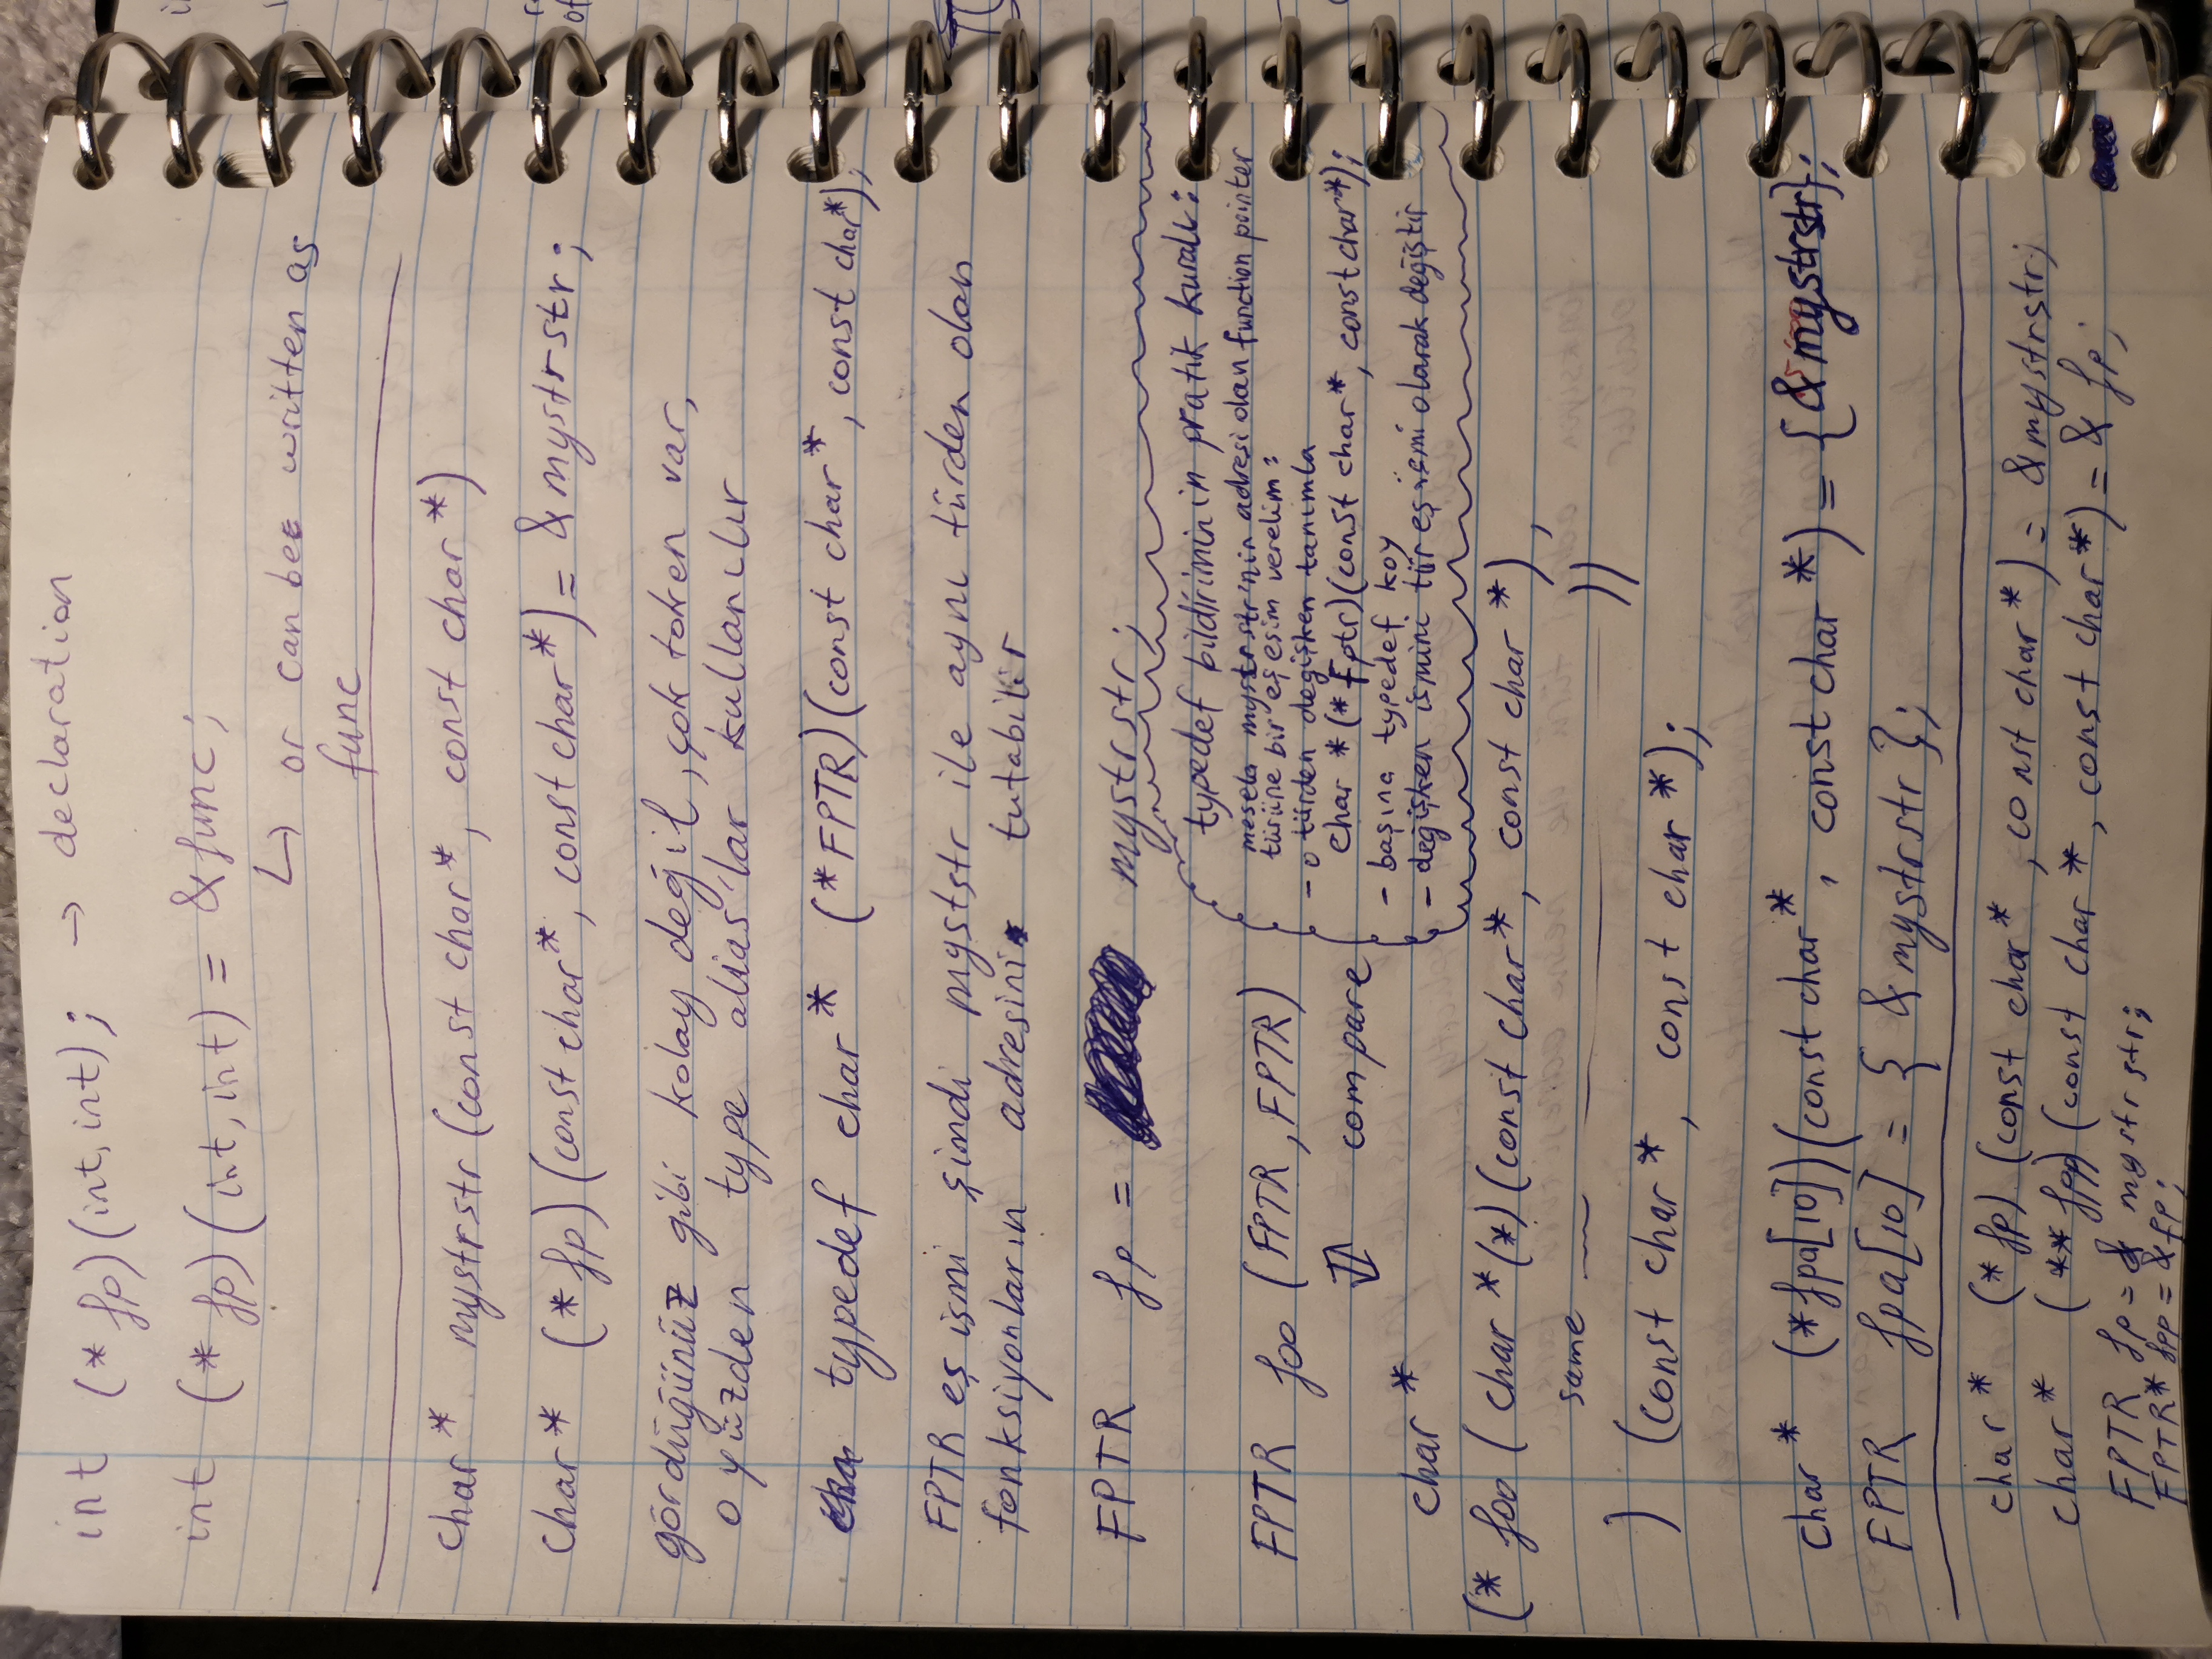 int (* fp)(int, int); → declaration
int (* fp)(int, int) = &func;
↳ or can bee written as
func
char* mystrstr(const char*, const char*)
char* (*fp)(const char*, const char*) = &mystrstr;
gördüğünüz gibi kolay değil, çok token var,
o yüzden type alias'lar kullanılır
typedef char* (*FPTR)(const char*, const char*);
FPTR eş ismi şimdi myststr ile aynı türden olan
fonksiyonların adresini tutabilir
FPTR fp = mystrstr;
typedef bildiriminin pratik kuralı:
mesela mystrstr'nin adresi olan function pointer
türüne bir eş esim verelim:
- o türden değişken tanımla
char *(*Fptr)(const char*, const char*);
- başına typedef koy
- değişken ismini tür eş ismi olarak değiştir
FPTR foo (FPTR, FPTR)
⇕ compare
char *
(* foo ( char *(*)(const char*, const char *),
same ))
) (const char *, const char *);
char* (*fpa[10])(const char*, const char *) = {&mystrstr};
FPTR fpa[10] = { &mystrstr };
char* (*fp) (const char*, const char*) = &mystrstr;
char* (** fpp)(const char*, const char*) = & fp;
FPTR fp = & mystrstr;
FPTR* fpp = &fp;